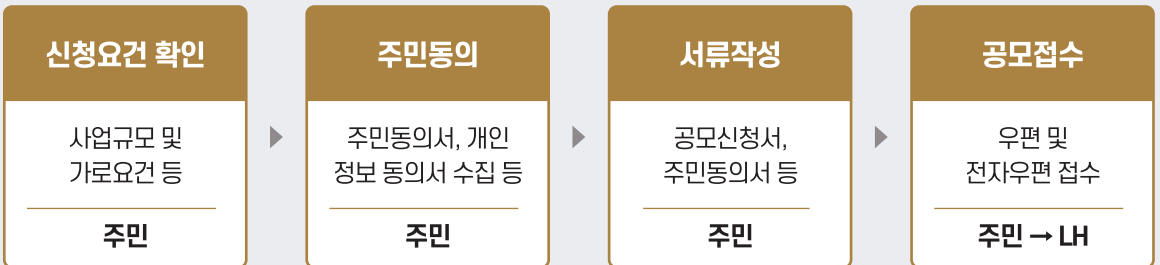 신청요건 확인
사업규모 및
가로요건 등
주민
주민동의
주민동의서, 개인
정보 동의서 수집 등
주민
서류작성
공모신청서,
주민동의서 등
주민
공모접수
우편 및
전자우편 접수
주민 → LH